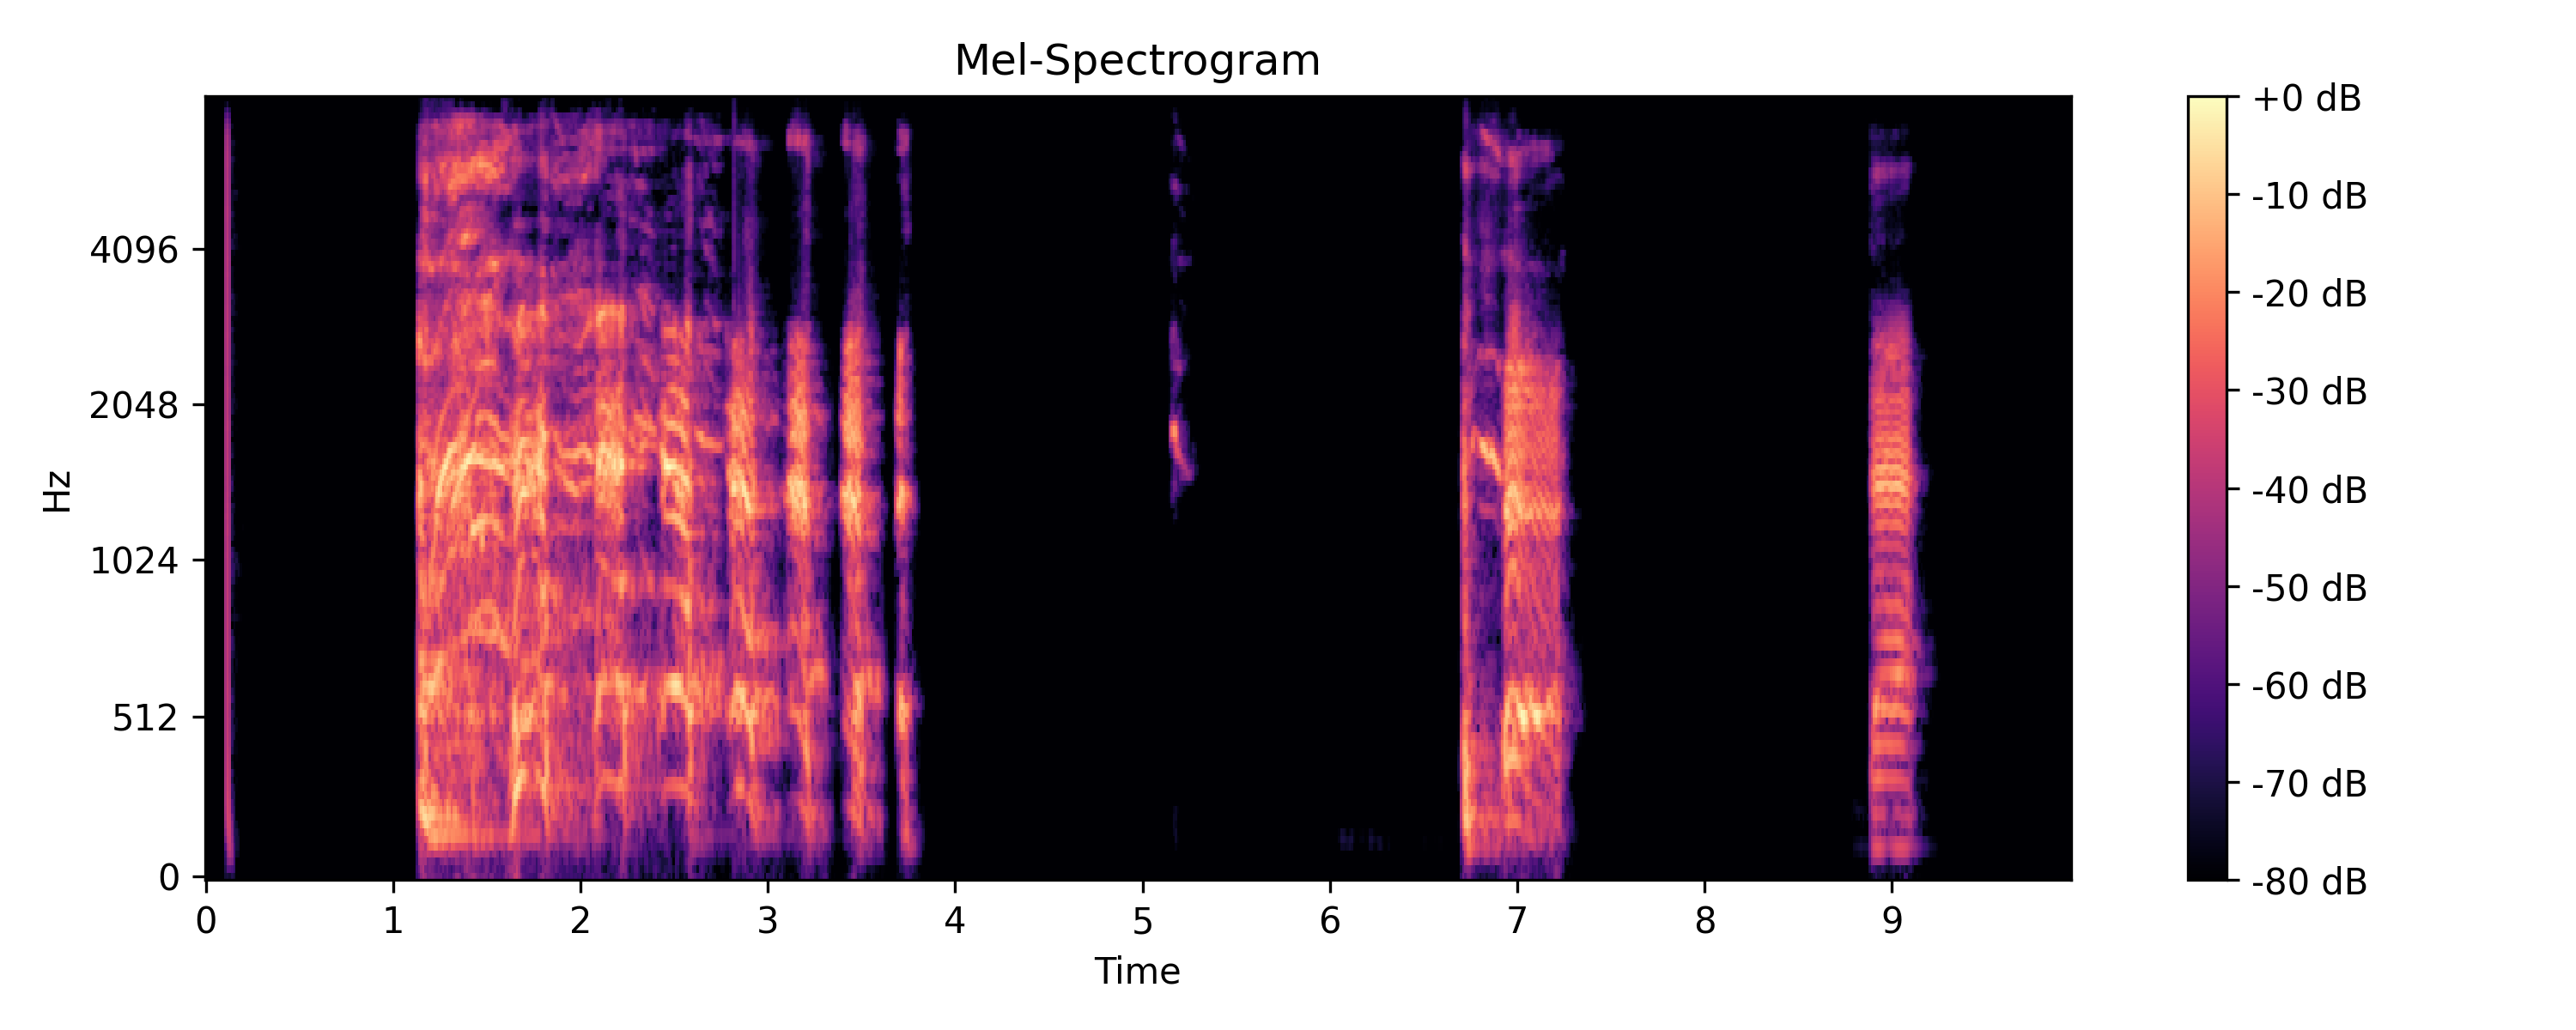 Mel-Spectrogram
Hz
4096
2048
1024
512
0
0 1 2 3 4 5 6 7 8 9
Time
+0 dB
-10 dB
-20 dB
-30 dB
-40 dB
-50 dB
-60 dB
-70 dB
-80 dB